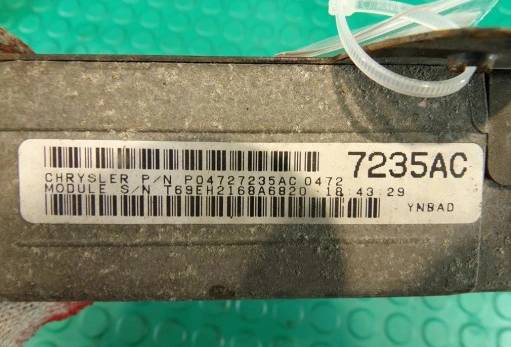 7235AC
CHRYSLER P/N P04727235AC 0472
MODULE S/N T69EH2168A6820 18:43:29
YNBAD